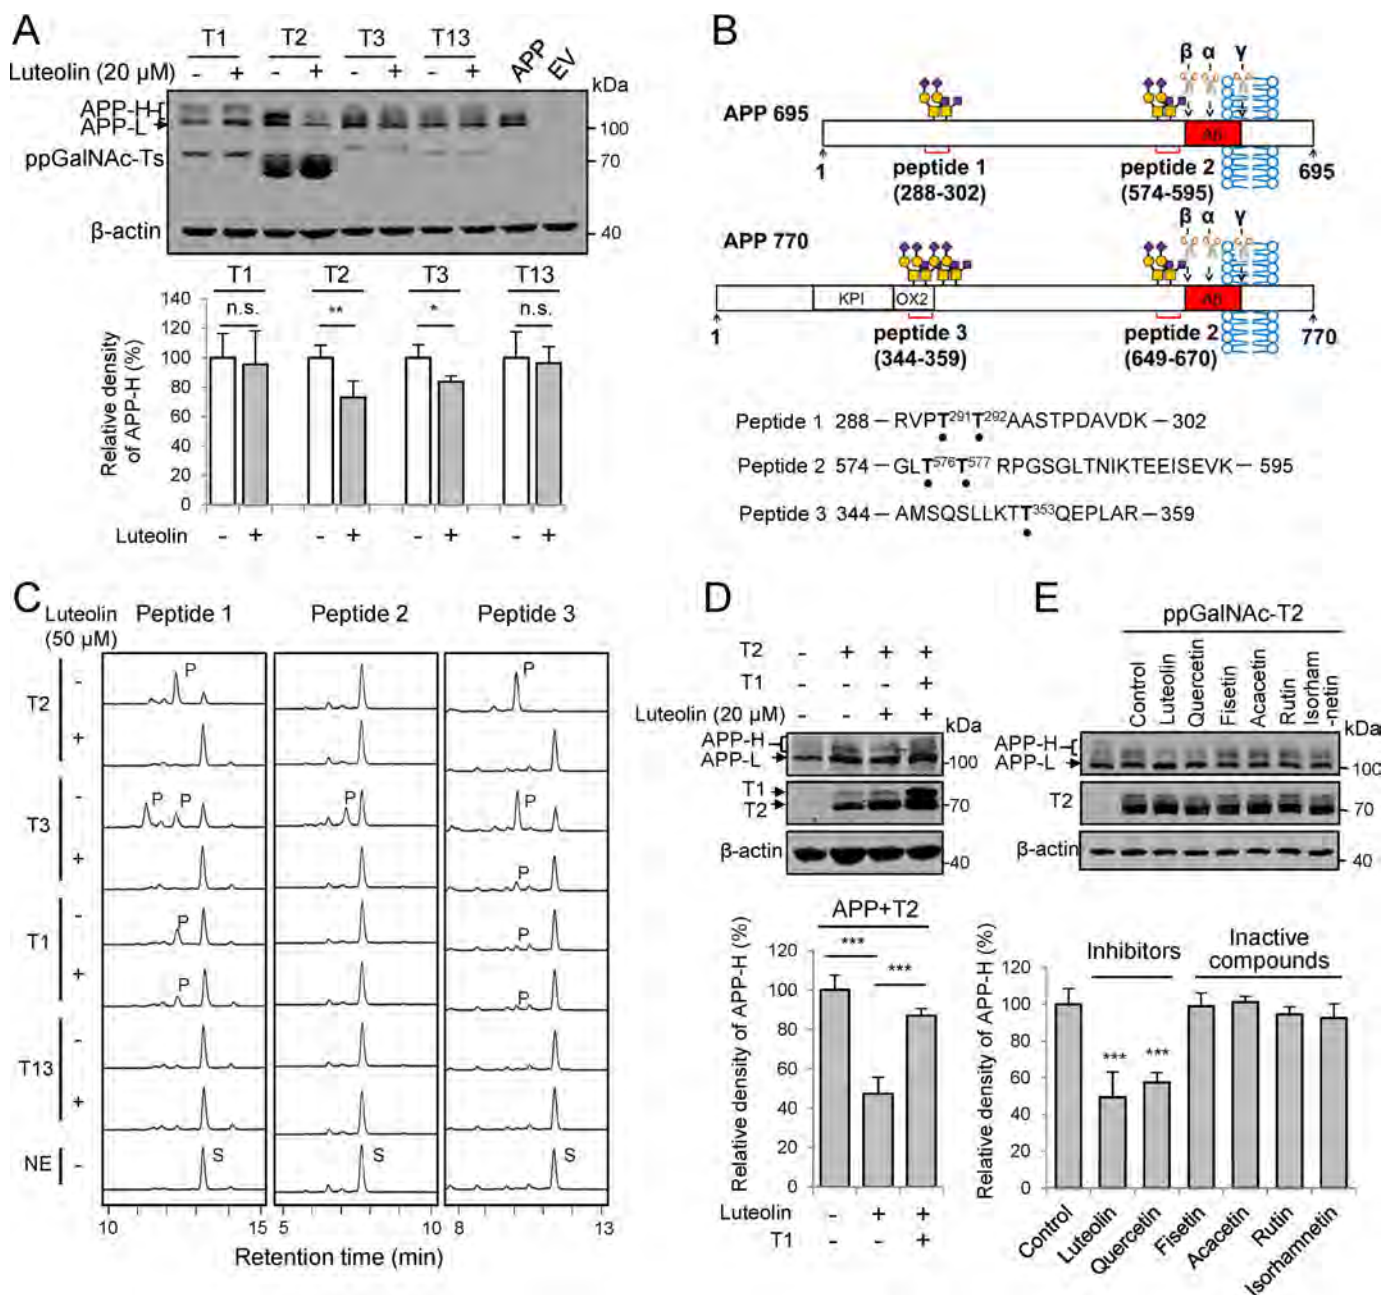 A
T1 T2 T3 T13
Luteolin (20 µM) - + - + - + - + APP EV
kDa
APP-H
APP-L
100
ppGalNAc-Ts
70
β-actin
40
T1 T2 T3 T13
n.s. ** * n.s.
Relative density
of APP-H (%)
140
120
100
80
60
40
20
0
Luteolin - + - + - + - +
B
β α γ
APP 695
Aβ
1 peptide 1 peptide 2 695
(288-302) (574-595)
β α γ
APP 770
KPI OX2 Aβ
1 peptide 3 peptide 2 770
(344-359) (649-670)
Peptide 1 288 – RVPT291T292AASTPDAVDK – 302
Peptide 2 574 – GLT576T577 RPGSGLTNIKTEEISEVK – 595
Peptide 3 344 – AMSQSLLKTT353QEPLAR – 359
C
Luteolin
(50 µM)
Peptide 1 Peptide 2 Peptide 3
T2 - P P
+
T3 - P P P P
+ P
T1 - P P
+ P P
T13 -
+
NE - S S S
10 15 5 10 8 13
Retention time (min)
D
T2 - + + +
T1 - - - +
Luteolin (20 µM) - - + +
kDa
APP-H
APP-L
100
T1
T2
70
β-actin
40
APP+T2
*** ***
Relative density of APP-H (%)
120
100
80
60
40
20
0
Luteolin - + +
T1 - - +
E
ppGalNAc-T2
Control Luteolin Quercetin Fisetin Acacetin Rutin Isorham
-netin
kDa
APP-H
APP-L
100
T2
70
β-actin
40
Inhibitors Inactive
compounds
*** ***
Relative density of APP-H (%)
120
100
80
60
40
20
0
Control Luteolin Quercetin Fisetin Acacetin Rutin Isorhamnetin